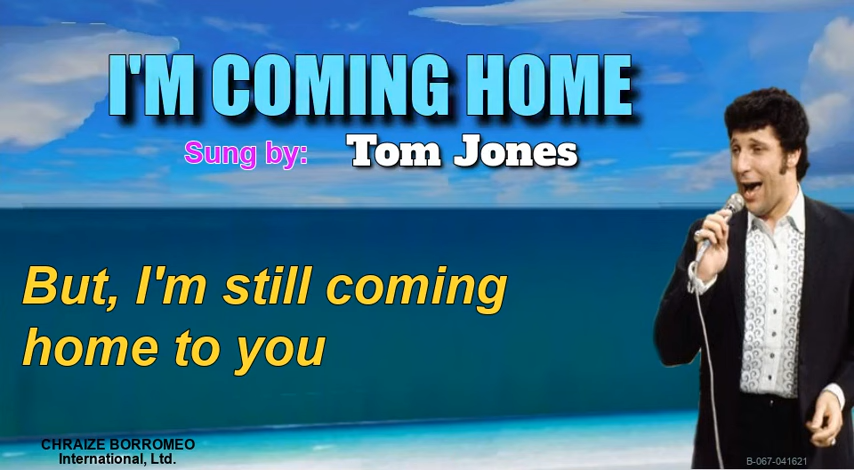 I'M COMING HOME
Sung by: Tom Jones
But, I'm still coming
home to you
CHRAIZE BORROMEO
International, Ltd.
B-067-041621